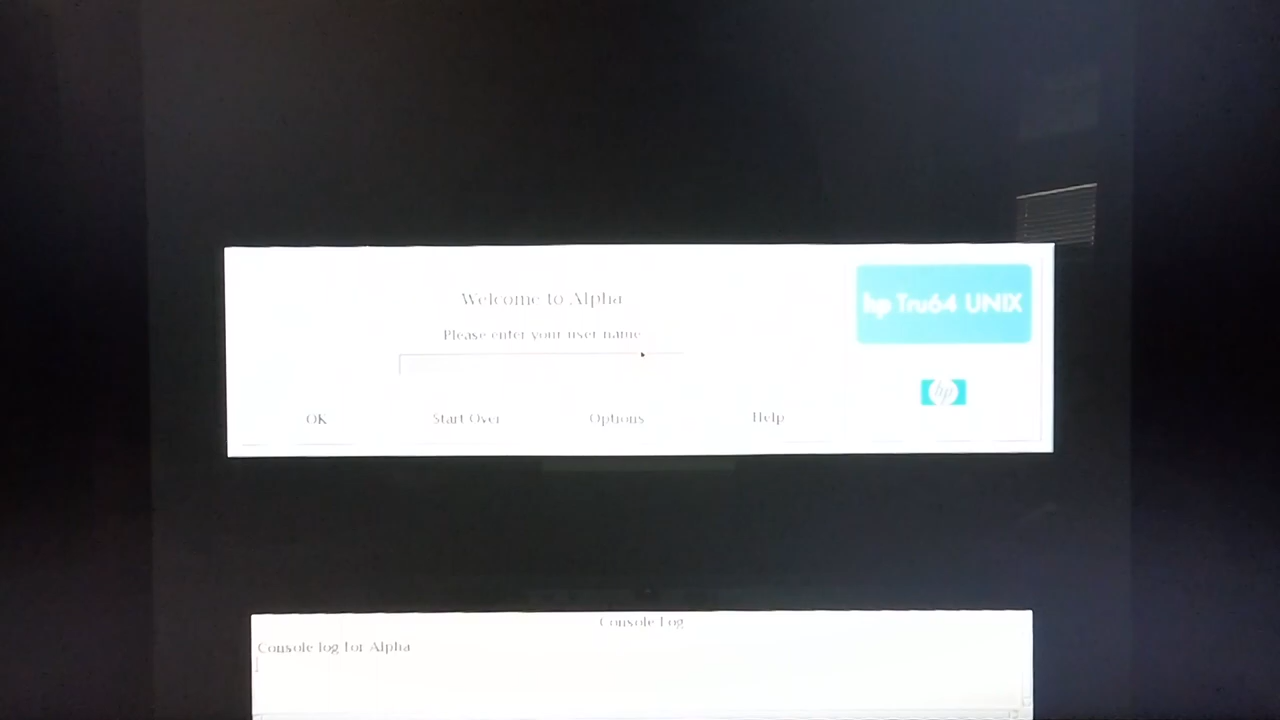 Welcome to Alpha
hp Tru64 UNIX
Please enter your user name
hp
OK Start Over Options Help
Console Log
Console log for Alpha